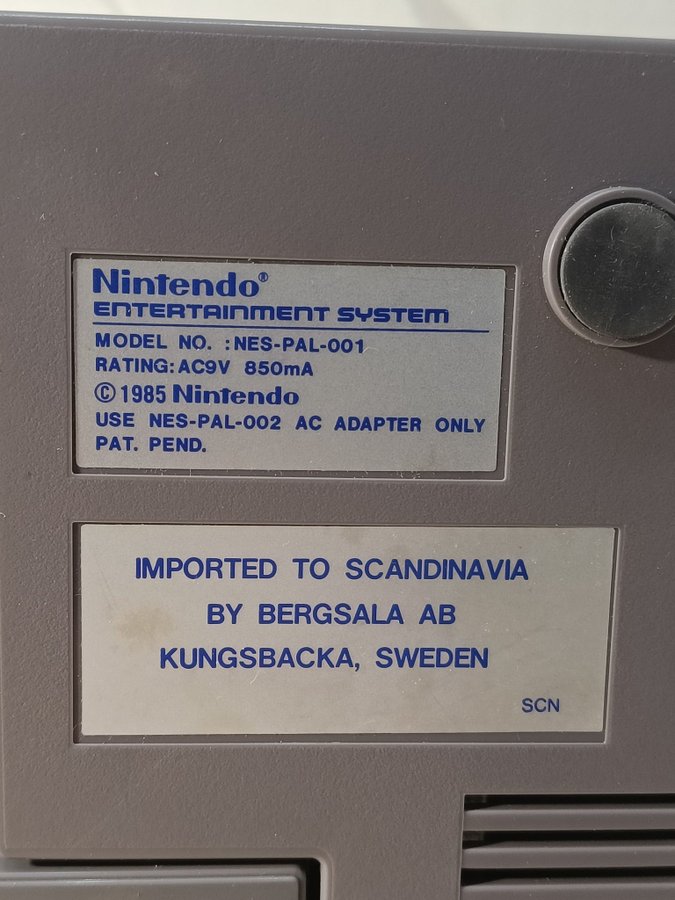 Nintendo®
ENTERTAINMENT SYSTEM
MODEL NO. :NES-PAL-001
RATING:AC9V 850mA
©1985 Nintendo
USE NES-PAL-002 AC ADAPTER ONLY
PAT. PEND.
IMPORTED TO SCANDINAVIA
BY BERGSALA AB
KUNGSBACKA, SWEDEN
SCN